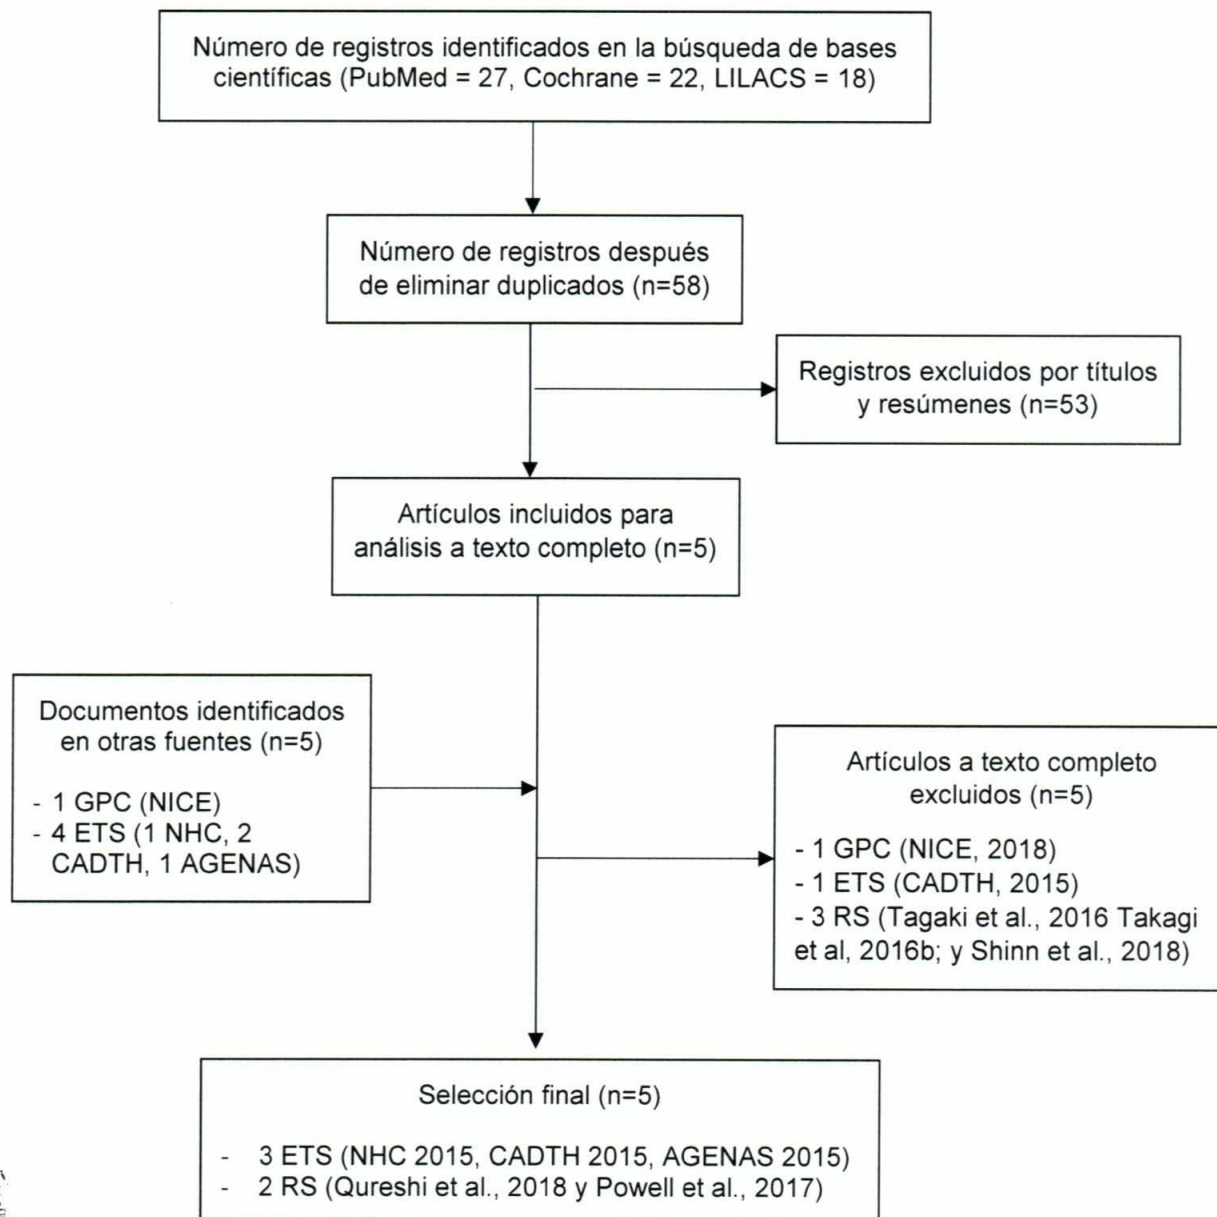 Número de registros identificados en la búsqueda de bases
científicas (PubMed = 27, Cochrane = 22, LILACS = 18)
Número de registros después
de eliminar duplicados (n=58)
Registros excluidos por títulos
y resúmenes (n=53)
Artículos incluidos para
análisis a texto completo (n=5)
Documentos identificados
en otras fuentes (n=5)
- 1 GPC (NICE)
- 4 ETS (1 NHC, 2
CADTH, 1 AGENAS)
Artículos a texto completo
excluidos (n=5)
- 1 GPC (NICE, 2018)
- 1 ETS (CADTH, 2015)
- 3 RS (Tagaki et al., 2016 Takagi
et al, 2016b; y Shinn et al., 2018)
Selección final (n=5)
- 3 ETS (NHC 2015, CADTH 2015, AGENAS 2015)
- 2 RS (Qureshi et al., 2018 y Powell et al., 2017)